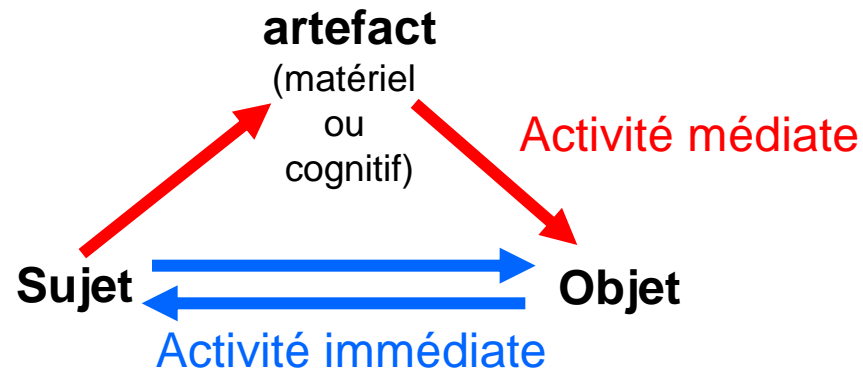 artefact
(matériel
ou
cognitif)
Activité médiate
Sujet
Objet
Activité immédiate